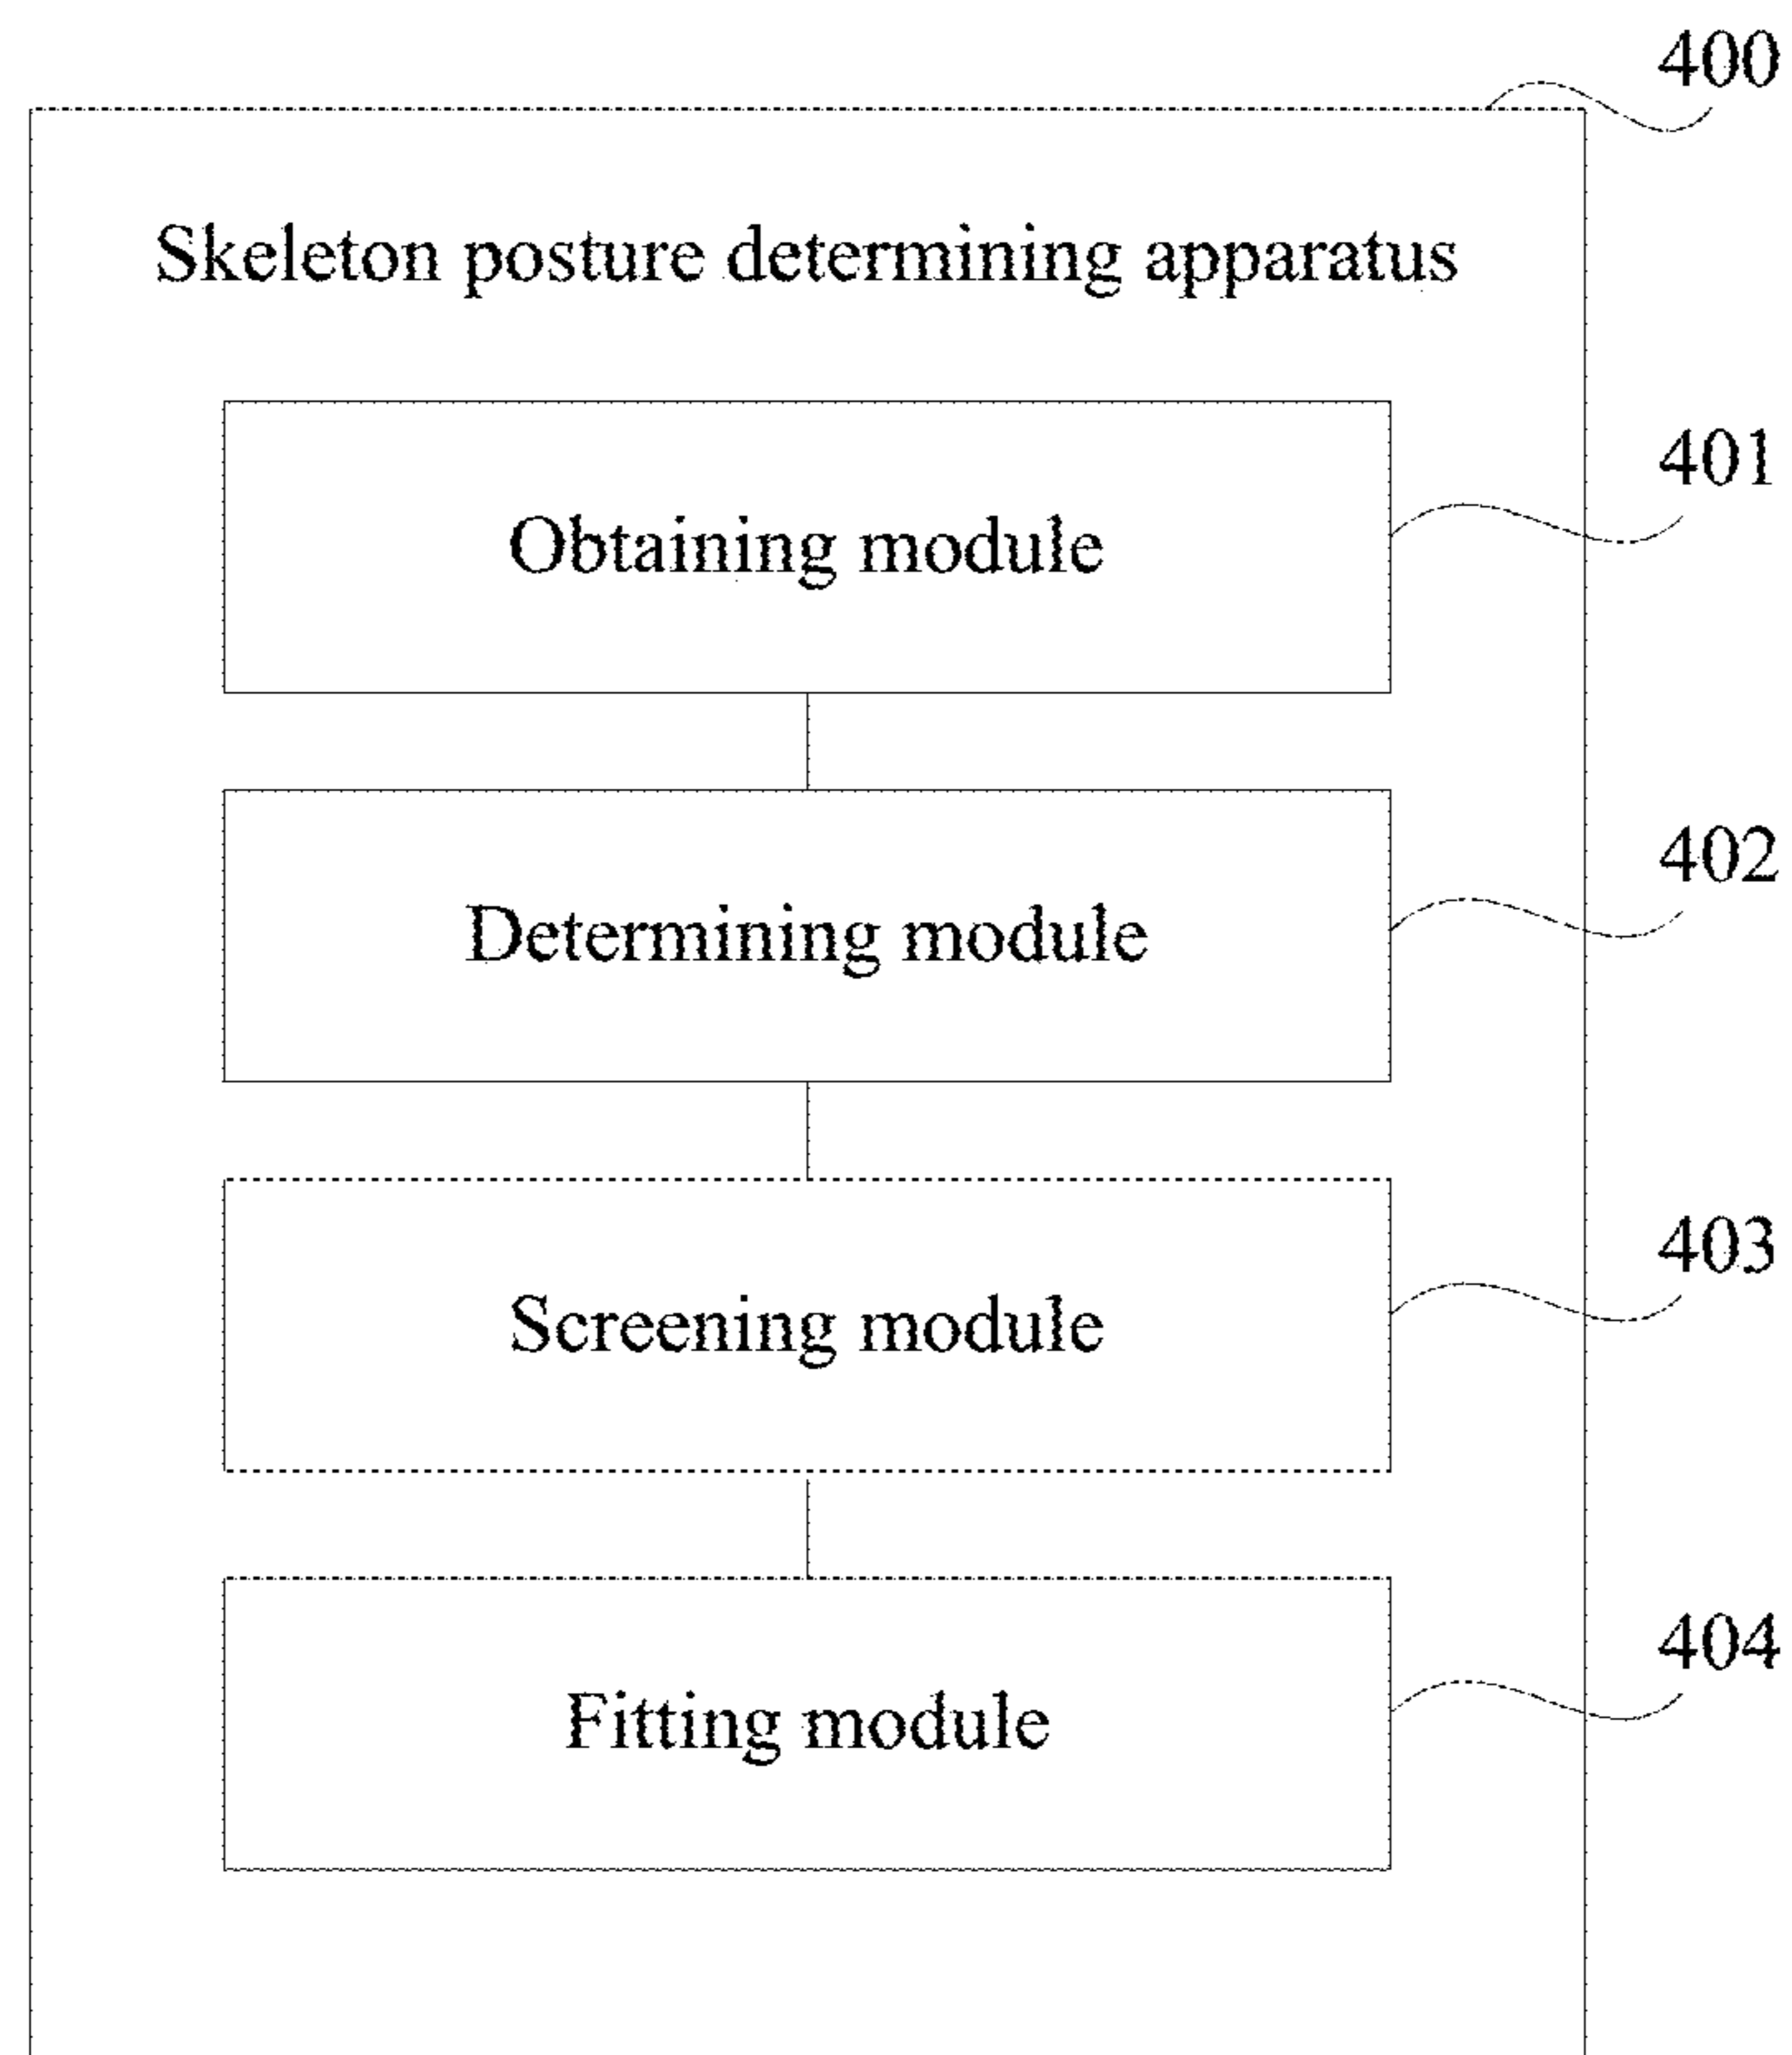 400
Skeleton posture determining apparatus
401
Obtaining module
402
Determining module
403
Screening module
404
Fitting module